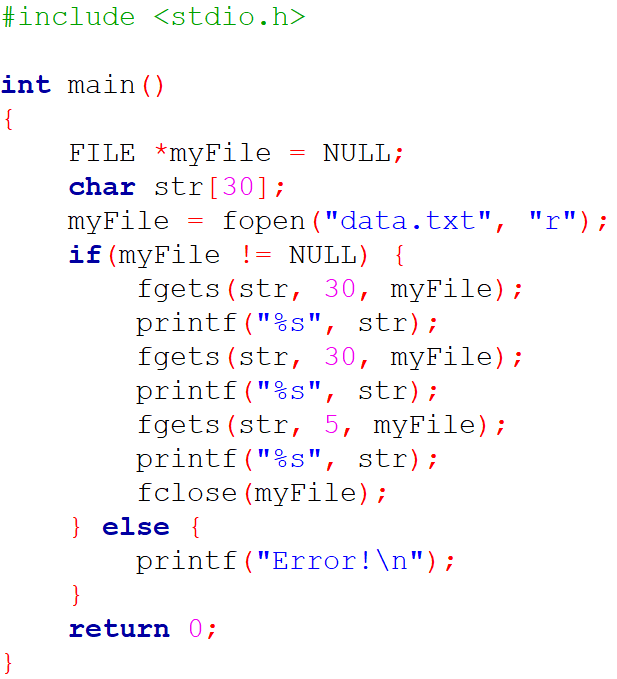 #include <stdio.h>

int main()
{
    FILE *myFile = NULL;
    char str[30];
    myFile = fopen("data.txt", "r");
    if(myFile != NULL) {
        fgets(str, 30, myFile);
        printf("%s", str);
        fgets(str, 30, myFile);
        printf("%s", str);
        fgets(str, 5, myFile);
        printf("%s", str);
        fclose(myFile);
    } else {
        printf("Error!\n");
    }
    return 0;
}